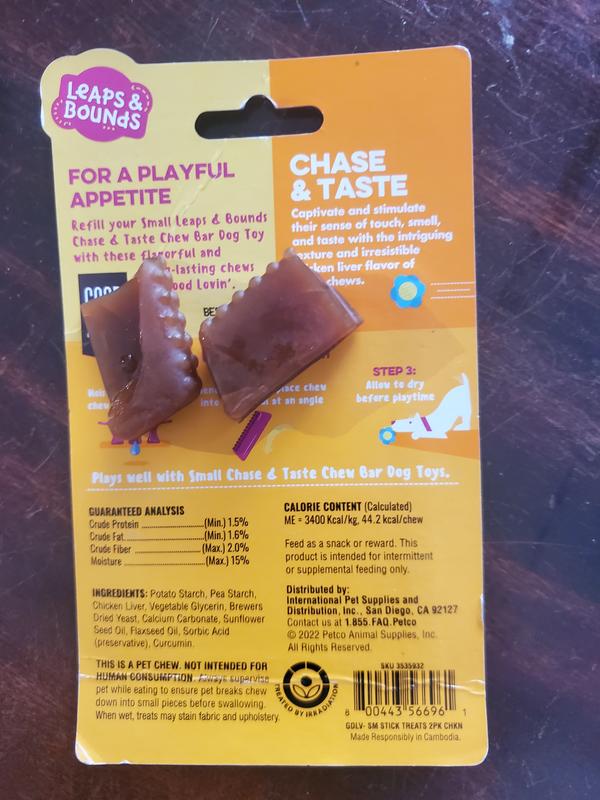 LEAPS &
BOUNDS
FOR A PLAYFUL
APPETITE
Refill your Small Leaps & Bounds
Chase & Taste Chew Bar Dog Toy
with these flavorful and
-lasting chews
ood Lovin'.
CHASE
& TASTE
Captivate and stimulate
their sense of touch, smell,
and taste with the intriguing
exture and irresistible
cken liver flavor of
chews.
STEP 3:
Allow to dry
before playtime
ace chew
into
at an angle
Plays well with Small Chase & Taste Chew Bar Dog Toys.
GUARANTEED ANALYSIS
Crude Protein (Min.) 1.5%
Crude Fat (Min.) 1.6%
Crude Fiber (Max.) 2.0%
Moisture (Max.) 15%
INGREDIENTS: Potato Starch, Pea Starch,
Chicken Liver, Vegetable Glycerin, Brewers
Dried Yeast, Calcium Carbonate, Sunflower
Seed Oil, Flaxseed Oil, Sorbic Acid
(preservative), Curcumin.
THIS IS A PET CHEW. NOT INTENDED FOR
HUMAN CONSUMPTION. Always supervise
pet while eating to ensure pet breaks chew
down into small pieces before swallowing.
When wet, treats may stain fabric and upholstery.
CALORIE CONTENT (Calculated)
ME = 3400 Kcal/kg, 44.2 kcal/chew
Feed as a snack or reward. This
product is intended for intermittent
or supplemental feeding only.
Distributed by:
International Pet Supplies and
Distribution, Inc., San Diego, CA 92127
Contact us at 1.855.FAQ.Petco
© 2022 Petco Animal Supplies, Inc.
All Rights Reserved.
TREATED BY IRRADIATION
SKU 3535932
8 00443 56696 1
GDLV- SM STICK TREATS 2PK CHKN
Made Responsibly in Cambodia.